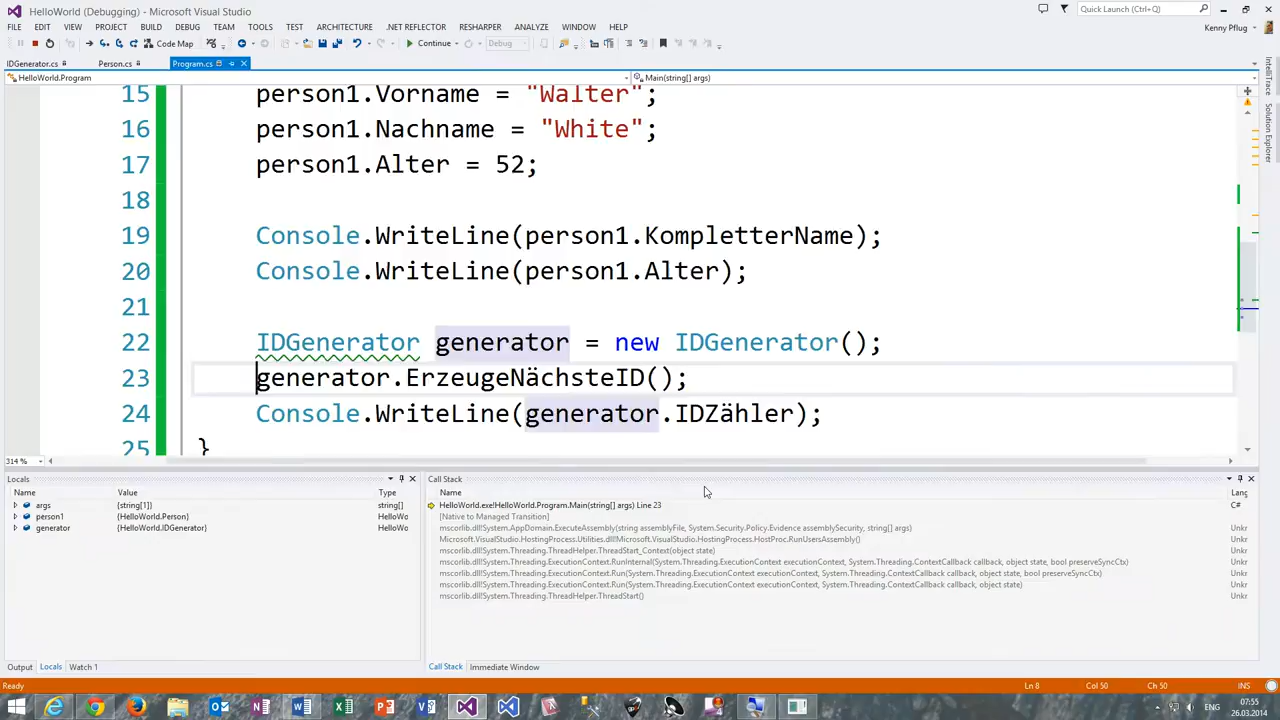 HelloWorld (Debugging) - Microsoft Visual Studio
Quick Launch (Ctrl+Q)
FILE EDIT VIEW PROJECT BUILD DEBUG TEAM TOOLS TEST ARCHITECTURE .NET REFLECTOR RESHARPER ANALYZE WINDOW HELP
Kenny Pflug
Code Map Continue Debug
IDGenerator.cs Person.cs Program.cs
HelloWorld.Program Main(string[] args)
IntelliTrace
Solution Explorer
15 person1.Vorname = "Walter";
16 person1.Nachname = "White";
17 person1.Alter = 52;
18
19 Console.WriteLine(person1.KompletterName);
20 Console.WriteLine(person1.Alter);
21
22 IDGenerator generator = new IDGenerator();
23 generator.ErzeugeNächsteID();
24 Console.WriteLine(generator.IDZähler);
25 }
314 %
Locals
Name Value Type
args {string[1]} string[]
person1 {HelloWorld.Person} HelloWo
generator {HelloWorld.IDGenerator} HelloWo
Output Locals Watch 1
Call Stack
Name Lang
HelloWorld.exe!HelloWorld.Program.Main(string[] args) Line 23 C#
[Native to Managed Transition]
mscorlib.dll!System.AppDomain.ExecuteAssembly(string assemblyFile, System.Security.Policy.Evidence assemblySecurity, string[] args) Unkr
Microsoft.VisualStudio.HostingProcess.Utilities.dll!Microsoft.VisualStudio.HostingProcess.HostProc.RunUsersAssembly() Unkr
mscorlib.dll!System.Threading.ThreadHelper.ThreadStart_Context(object state) Unkr
mscorlib.dll!System.Threading.ExecutionContext.RunInternal(System.Threading.ExecutionContext executionContext, System.Threading.ContextCallback callback, object state, bool preserveSyncCtx) Unkr
mscorlib.dll!System.Threading.ExecutionContext.Run(System.Threading.ExecutionContext executionContext, System.Threading.ContextCallback callback, object state, bool preserveSyncCtx) Unkr
mscorlib.dll!System.Threading.ExecutionContext.Run(System.Threading.ExecutionContext executionContext, System.Threading.ContextCallback callback, object state) Unkr
mscorlib.dll!System.Threading.ThreadHelper.ThreadStart() Unkr
Call Stack Immediate Window
Ready Ln 8 Col 50 Ch 50 INS
ENG 07:55
26.03.2014